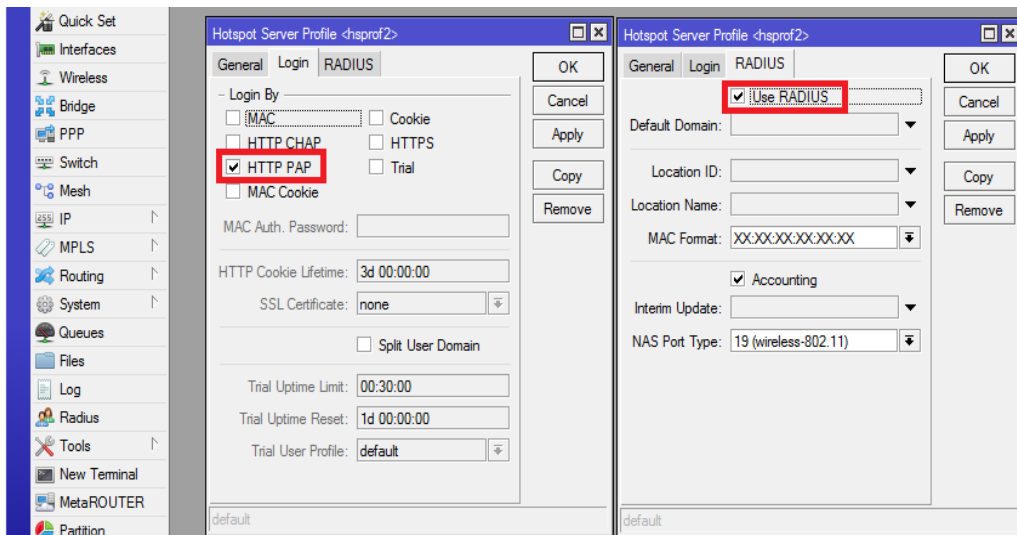 Quick Set
Interfaces
Wireless
Bridge
PPP
Switch
Mesh
IP
MPLS
Routing
System
Queues
Files
Log
Radius
Tools
New Terminal
MetaROUTER
Partition
Hotspot Server Profile <hsprof2>
General Login RADIUS
Login By
MAC Cookie
HTTP CHAP HTTPS
HTTP PAP Trial
MAC Cookie
MAC Auth. Password:
HTTP Cookie Lifetime: 3d 00:00:00
SSL Certificate: none
Split User Domain
Trial Uptime Limit: 00:30:00
Trial Uptime Reset: 1d 00:00:00
Trial User Profile: default
OK
Cancel
Apply
Copy
Remove
default
Hotspot Server Profile <hsprof2>
General Login RADIUS
Use RADIUS
Default Domain:
Location ID:
Location Name:
MAC Format: XX:XX:XX:XX:XX:XX
Accounting
Interim Update:
NAS Port Type: 19 (wireless-802.11)
OK
Cancel
Apply
Copy
Remove
default